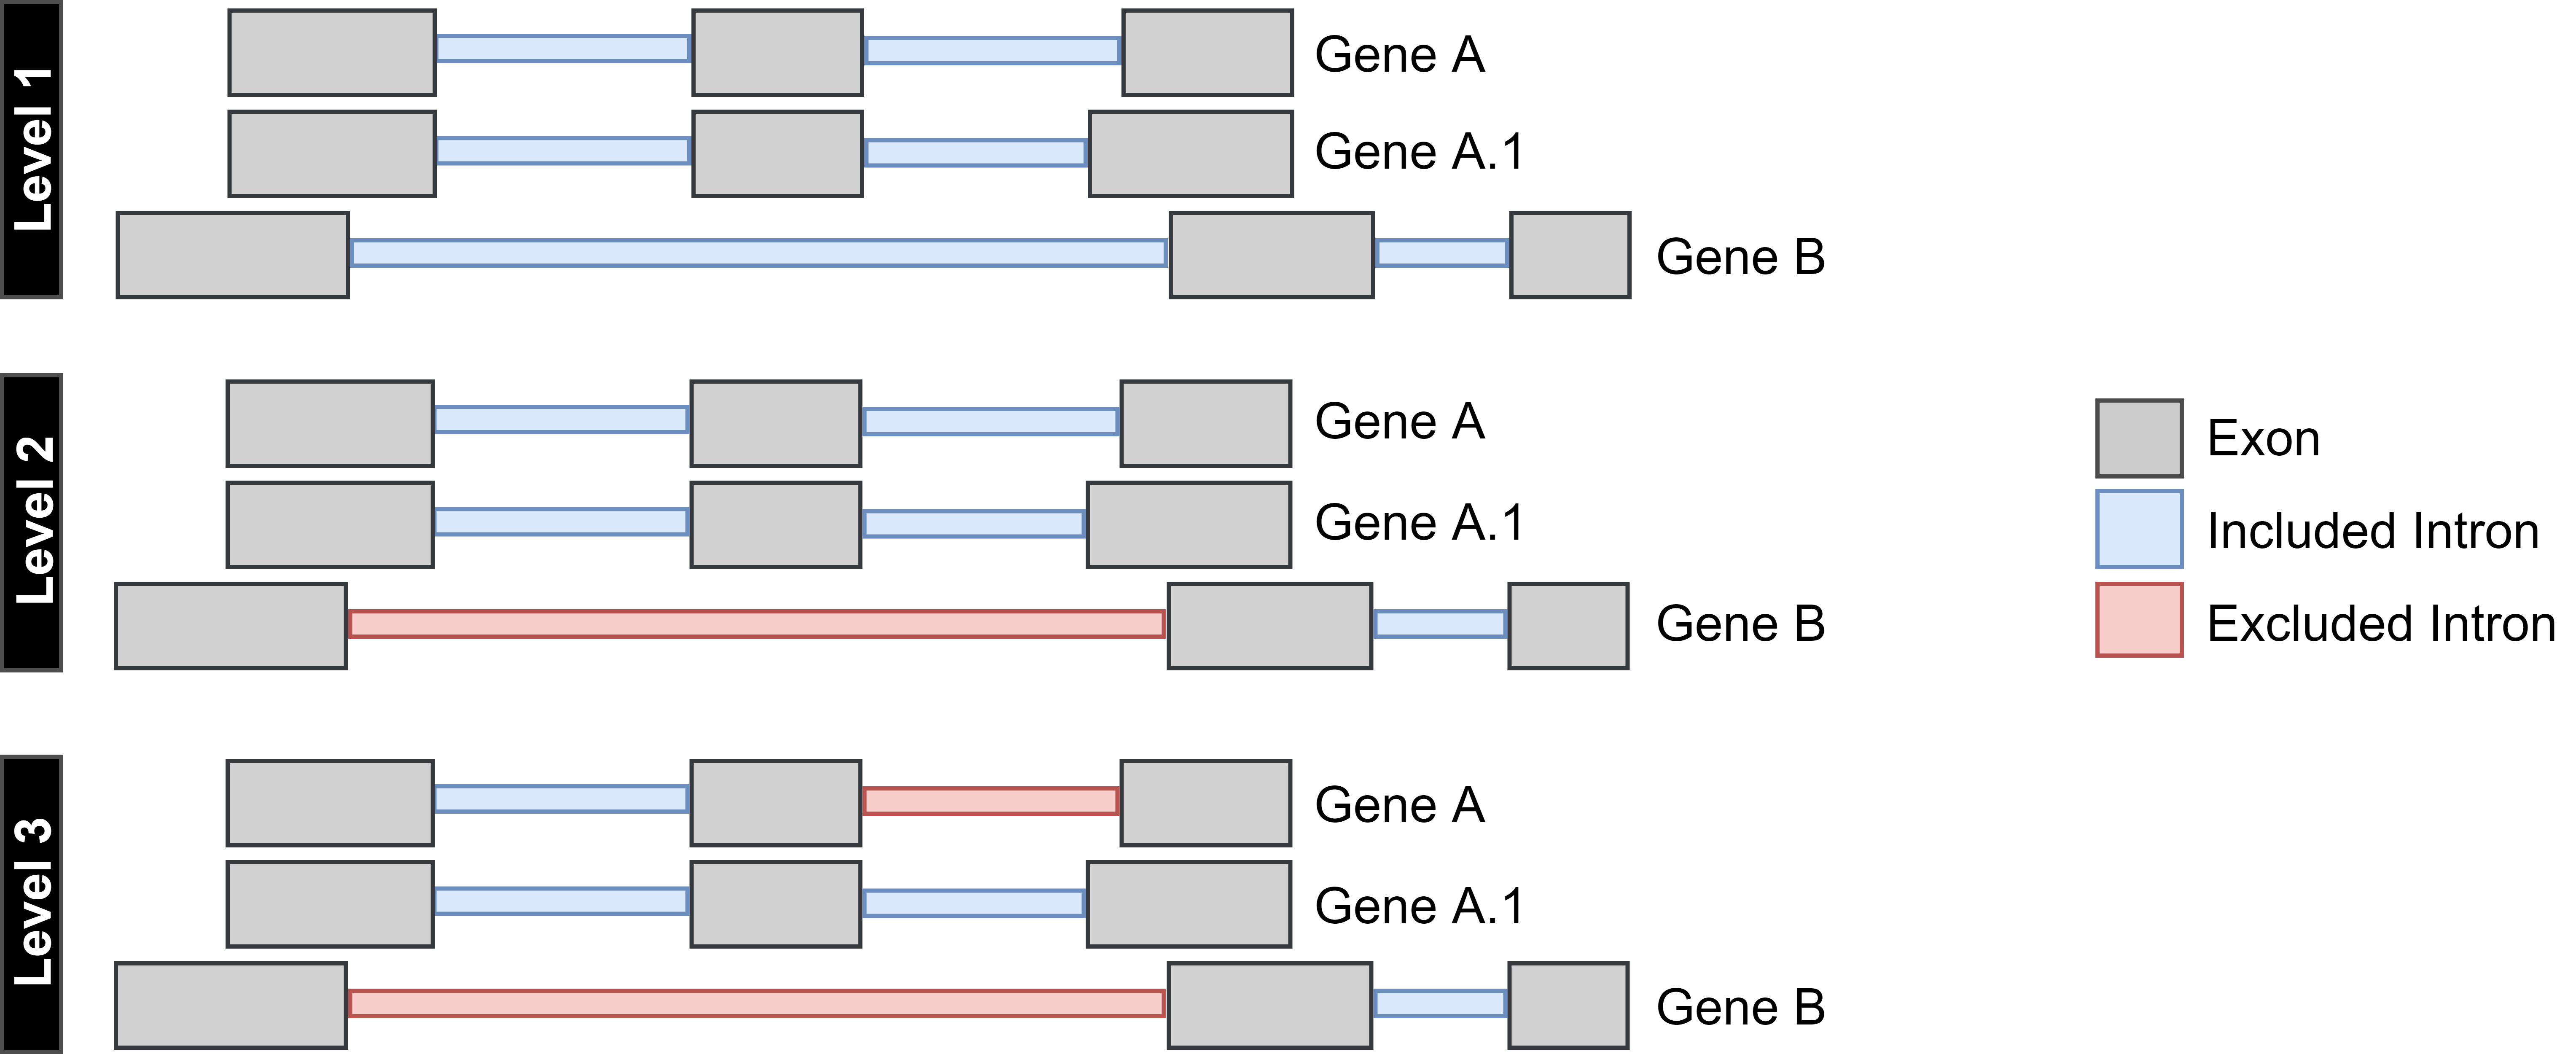 Level 1
Gene A
Gene A.1
Gene B
Level 2
Gene A
Gene A.1
Gene B
Exon
Included Intron
Excluded Intron
Level 3
Gene A
Gene A.1
Gene B